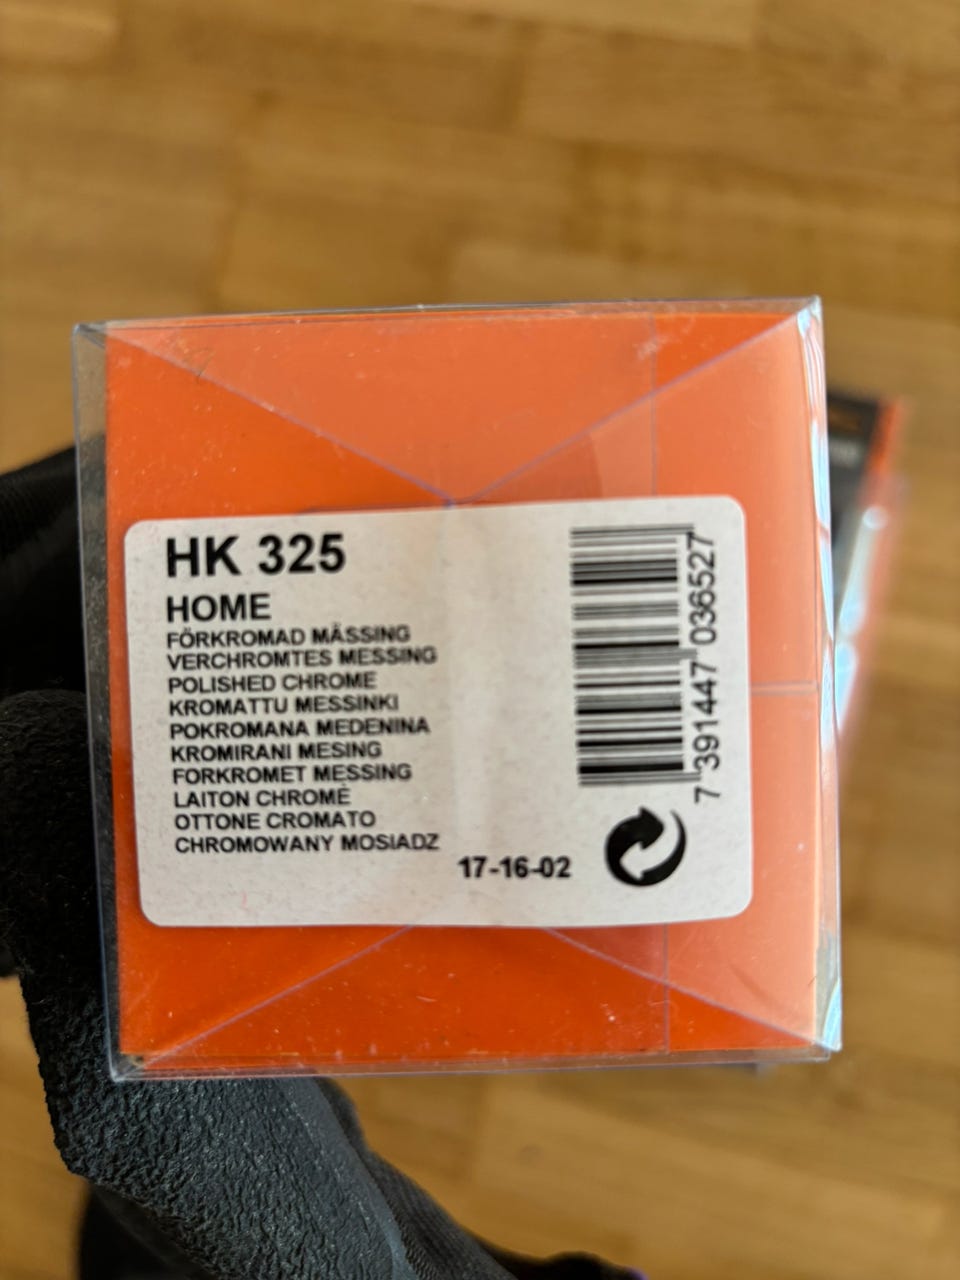 HK 325
HOME
FÖRKROMAD MÄSSING
VERCHROMTES MESSING
POLISHED CHROME
KROMATTU MESSINKI
POKROMANA MEDENINA
KROMIRANI MESING
FORKROMET MESSING
LAITON CHROMÉ
OTTONE CROMATO
CHROMOWANY MOSIADZ
17-16-02
7 391447 036527